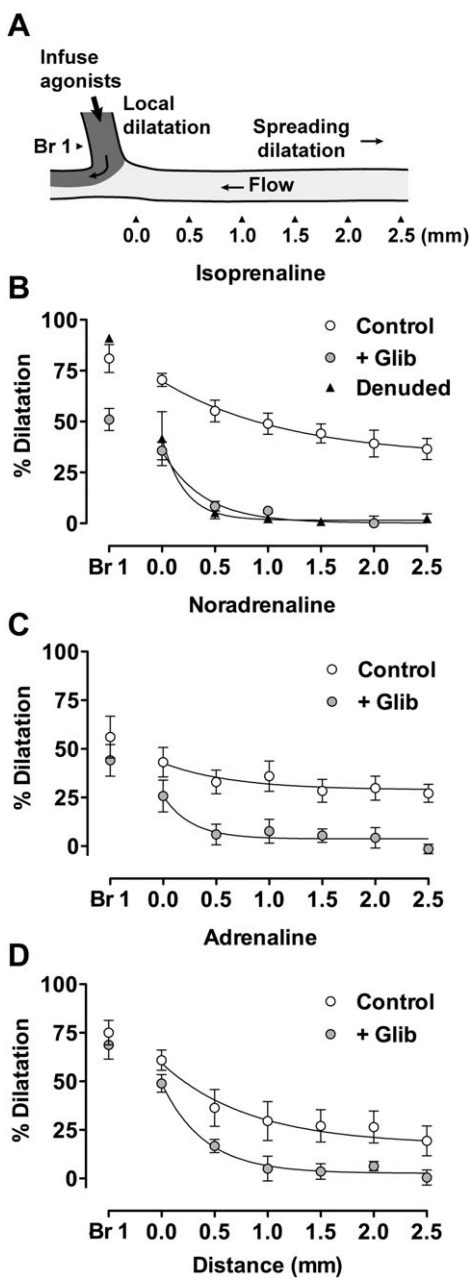 A
Infuse
agonists
Local
dilatation
Br 1
Spreading
dilatation
Flow
0.0 0.5 1.0 1.5 2.0 2.5 (mm)
Isoprenaline
B
% Dilatation
100
75
50
25
0
Control
+ Glib
Denuded
Br 1 0.0 0.5 1.0 1.5 2.0 2.5
Noradrenaline
C
% Dilatation
100
75
50
25
0
Control
+ Glib
Br 1 0.0 0.5 1.0 1.5 2.0 2.5
Adrenaline
D
% Dilatation
100
75
50
25
0
Control
+ Glib
Br 1 0.0 0.5 1.0 1.5 2.0 2.5
Distance (mm)